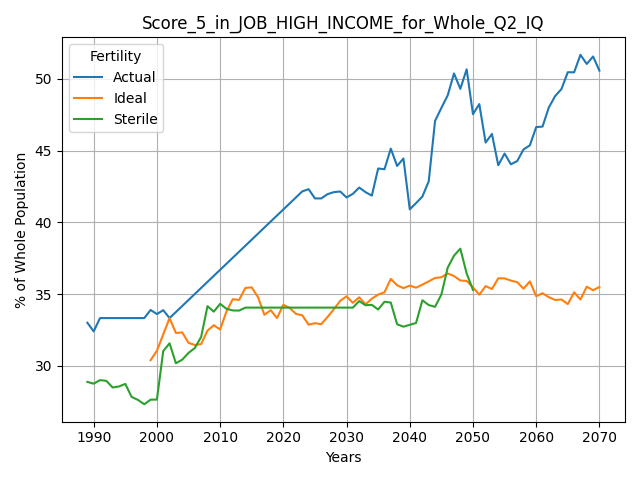 Score_5_in_JOB_HIGH_INCOME_for_Whole_Q2_IQ
Fertility
Actual
Ideal
Sterile
% of Whole Population
50
45
40
35
30
1990 2000 2010 2020 2030 2040 2050 2060 2070
Years